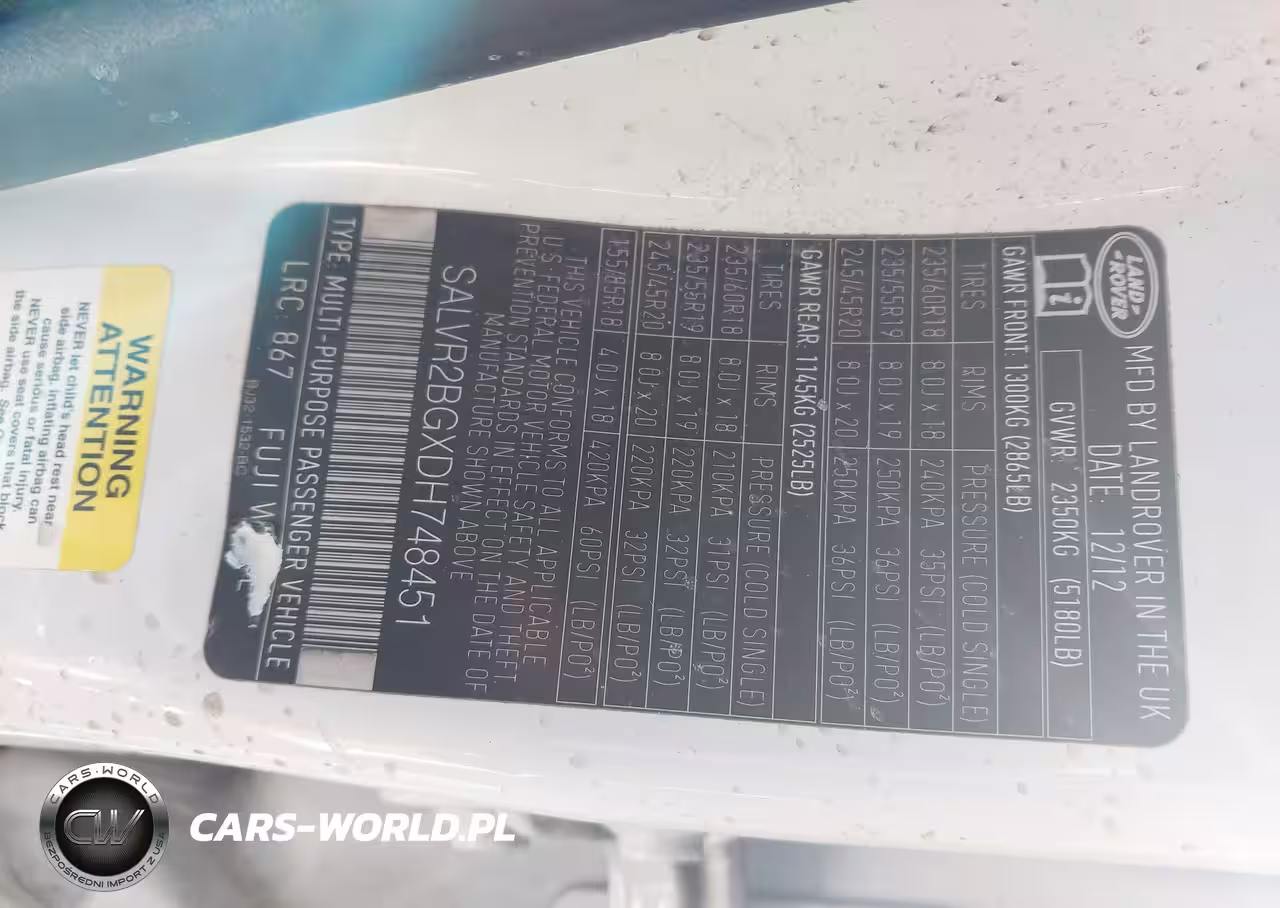 LAND
ROVER
MFD BY LANDROVER IN THE UK
DATE: 12/12
GVWR: 2350KG (5180LB)
GAWR FRONT: 1300KG (2865LB)
TIRES RIMS PRESSURE (COLD SINGLE)
235/60R18 8.0J x 18 240KPA 35PSI (LB/PO²)
235/55R19 8.0J x 19 250KPA 36PSI (LB/PO²)
245/45R20 8.0J x 20 250KPA 36PSI (LB/PO²)
GAWR REAR: 1145KG (2525LB)
TIRES RIMS PRESSURE (COLD SINGLE)
235/60R18 8.0J x 18 210KPA 31PSI (LB/PO²)
235/55R19 8.0J x 19 220KPA 32PSI (LB/PO²)
245/45R20 8.0J x 20 220KPA 32PSI (LB/PO²)
155/85R18 4.0J x 18 420KPA 60PSI (LB/PO²)
THIS VEHICLE CONFORMS TO ALL APPLICABLE
U.S. FEDERAL MOTOR VEHICLE SAFETY AND THEFT
PREVENTION STANDARDS IN EFFECT ON THE DATE OF
MANUFACTURE SHOWN ABOVE
SALVR2BGXDH748451
TYPE: MULTI-PURPOSE PASSENGER VEHICLE
LRC: 867 FUJI
WARNING
ATTENTION
NEVER let child's head rest near
side airbag, inflating airbag can
cause serious or fatal injury.
NEVER use seat covers that block
the side airbag. See
CARS-WORLD
CW
BEZPOŚREDNI IMPORT Z USA
CARS-WORLD.PL